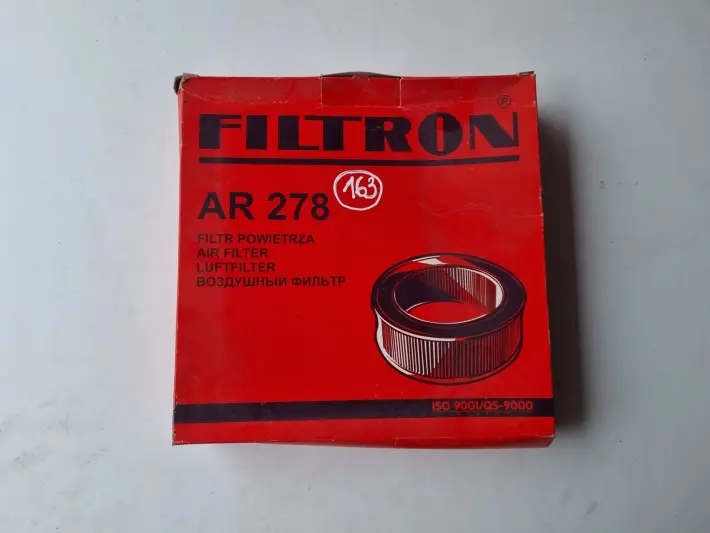 FILTRON ®
AR 278
163
FILTR POWIETRZA
AIR FILTER
LUFTFILTER
ВОЗДУШНЫЙ ФИЛЬТР
ISO 9001/QS-9000